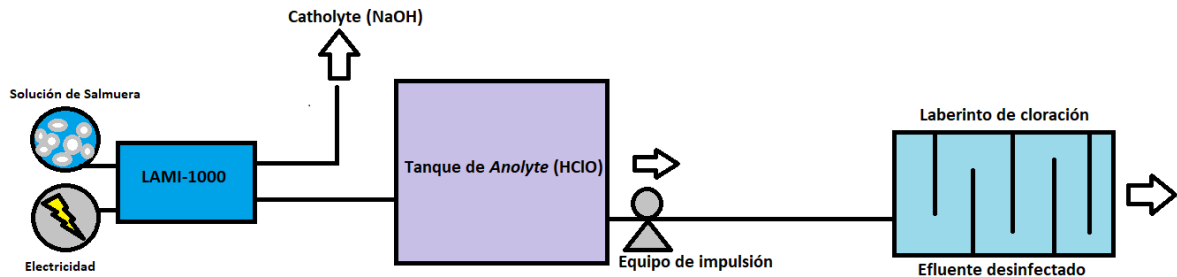 Catholyte (NaOH)
Solución de Salmuera
LAMI-1000
Electricidad
Tanque de Anolyte (HClO)
Equipo de impulsión
Laberinto de cloración
Efluente desinfectado